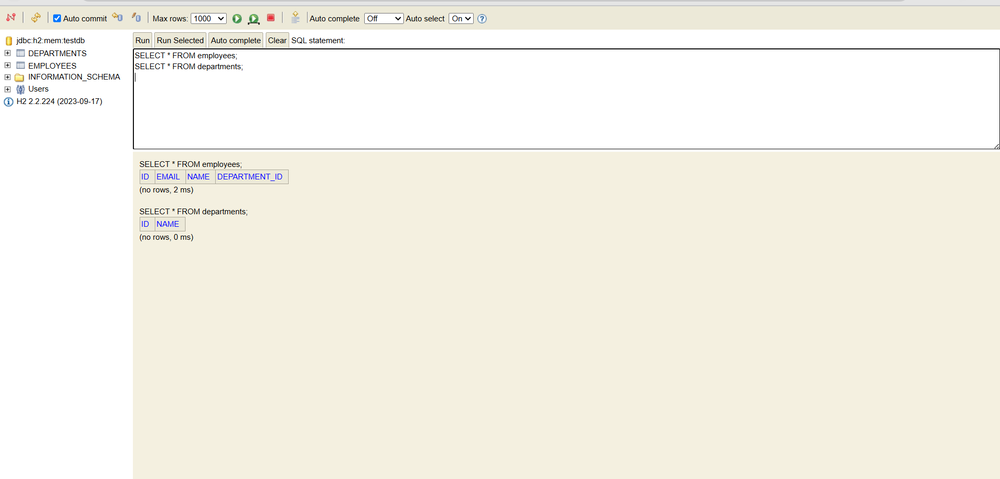 Auto commit Max rows: 1000 Auto complete Off Auto select On ?
jdbc:h2:mem:testdb
DEPARTMENTS
EMPLOYEES
INFORMATION_SCHEMA
Users
H2 2.2.224 (2023-09-17)
Run Run Selected Auto complete Clear SQL statement:
SELECT * FROM employees;
SELECT * FROM departments;
SELECT * FROM employees;
ID EMAIL NAME DEPARTMENT_ID
(no rows, 2 ms)
SELECT * FROM departments;
ID NAME
(no rows, 0 ms)